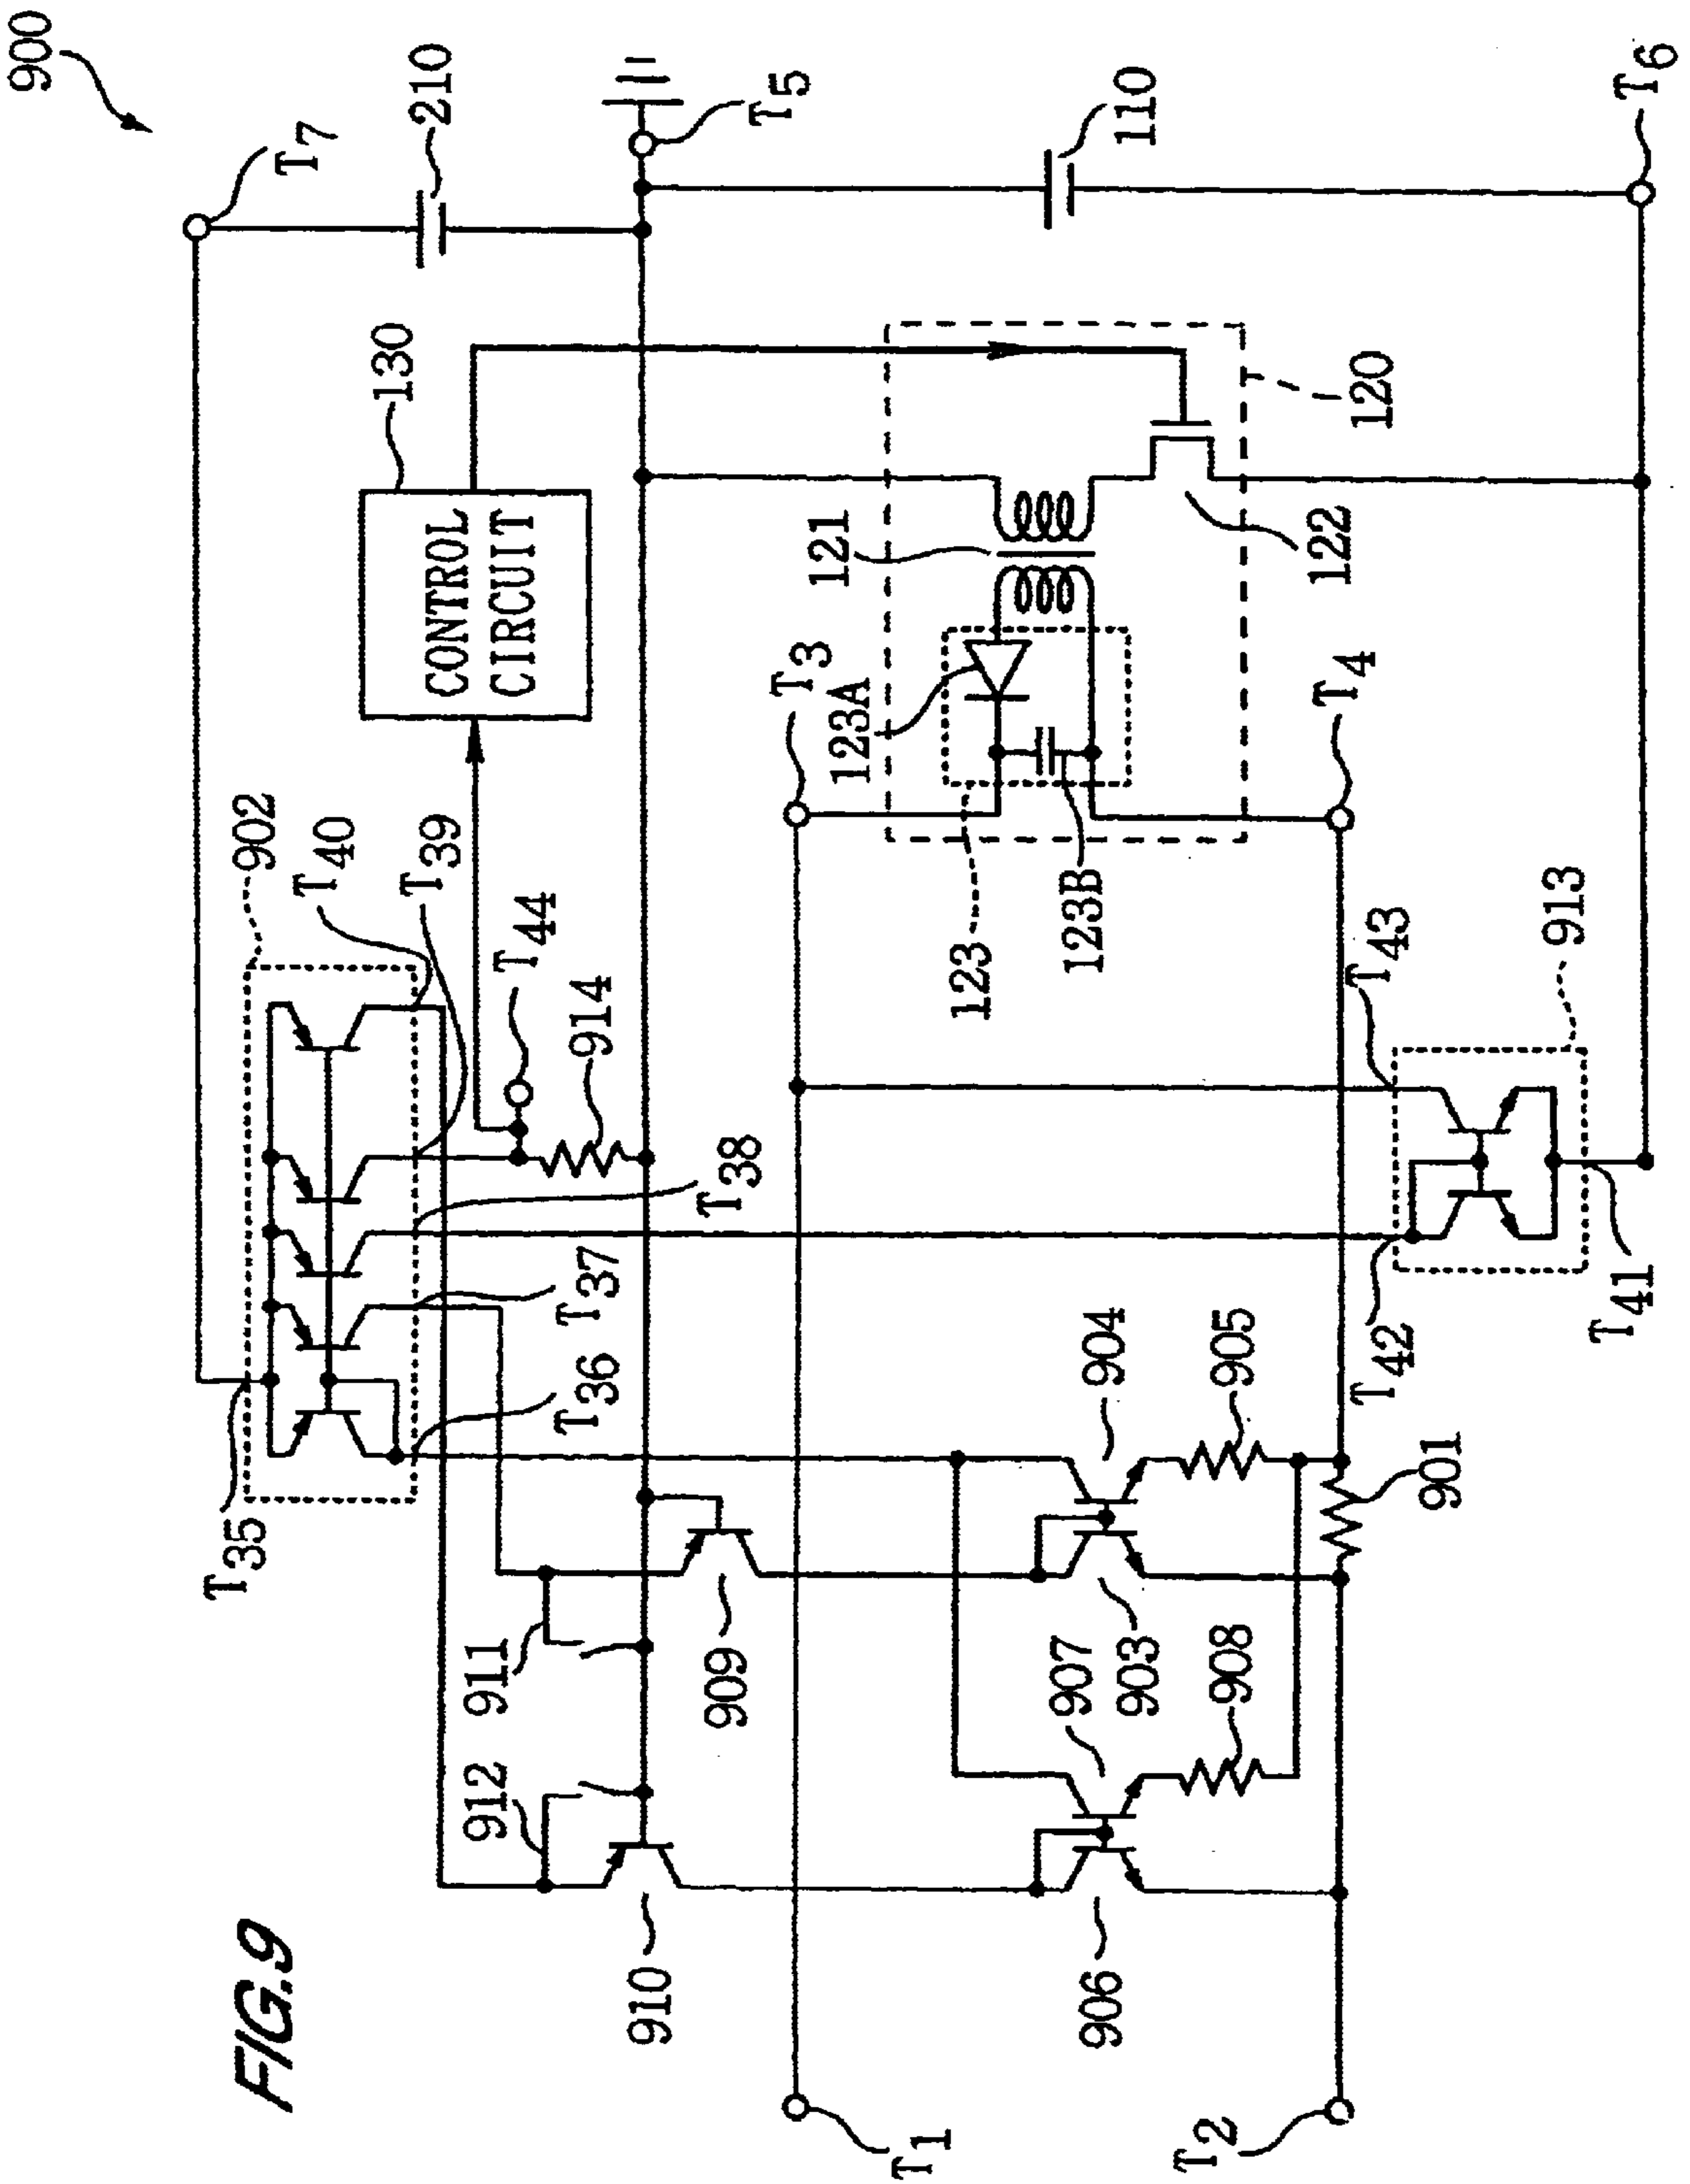 FIG.9
900
T7
210
T5
110
T6
130
CONTROL
CIRCUIT
120
121
122
T3
123A
T4
123
123B
902
T40
T39
T44
914
T38
T37
T36
T35
T43
913
T42
T41
904
905
901
911
909
907
903
908
912
910
906
T1
T2